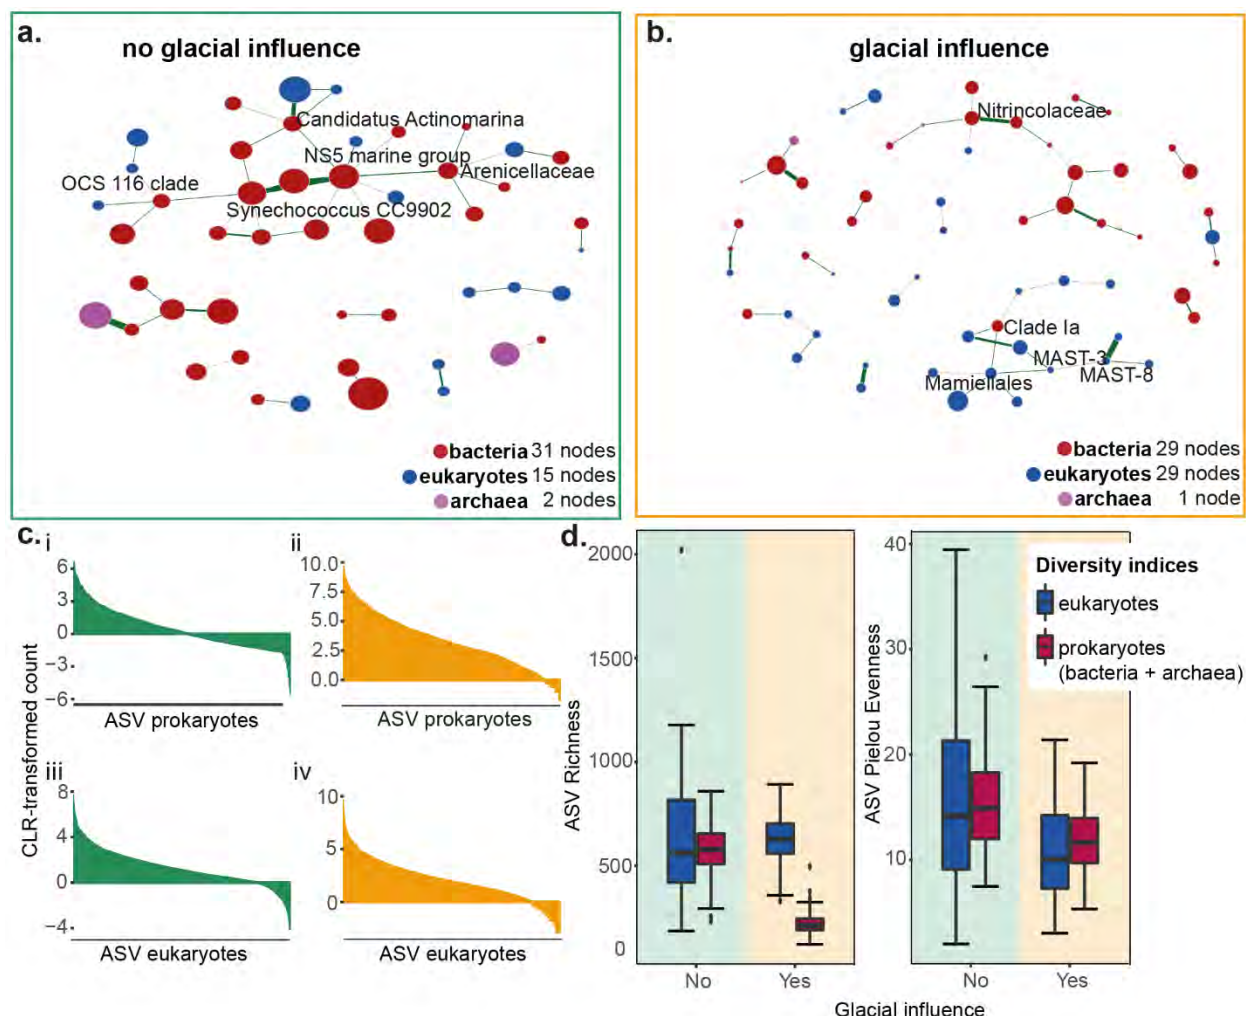 a.
no glacial influence
Candidatus Actinomarina
NS5 marine group
Arenicellaceae
OCS 116 clade
Synechococcus CC9902
bacteria 31 nodes
eukaryotes 15 nodes
archaea 2 nodes
b.
glacial influence
Nitrincolaceae
Clade Ia
MAST-3
MAST-8
Mamiellales
bacteria 29 nodes
eukaryotes 29 nodes
archaea 1 node
c.
CLR-transformed count
i
6
3
0
−3
−6
ASV prokaryotes
ii
10.0
7.5
5.0
2.5
0.0
ASV prokaryotes
iii
8
4
0
−4
ASV eukaryotes
iv
10
5
0
ASV eukaryotes
d.
ASV Richness
2000
1500
1000
500
0
No Yes
ASV Pielou Evenness
40
30
20
10
No Yes
Glacial influence
Diversity indices
eukaryotes
prokaryotes
(bacteria + archaea)